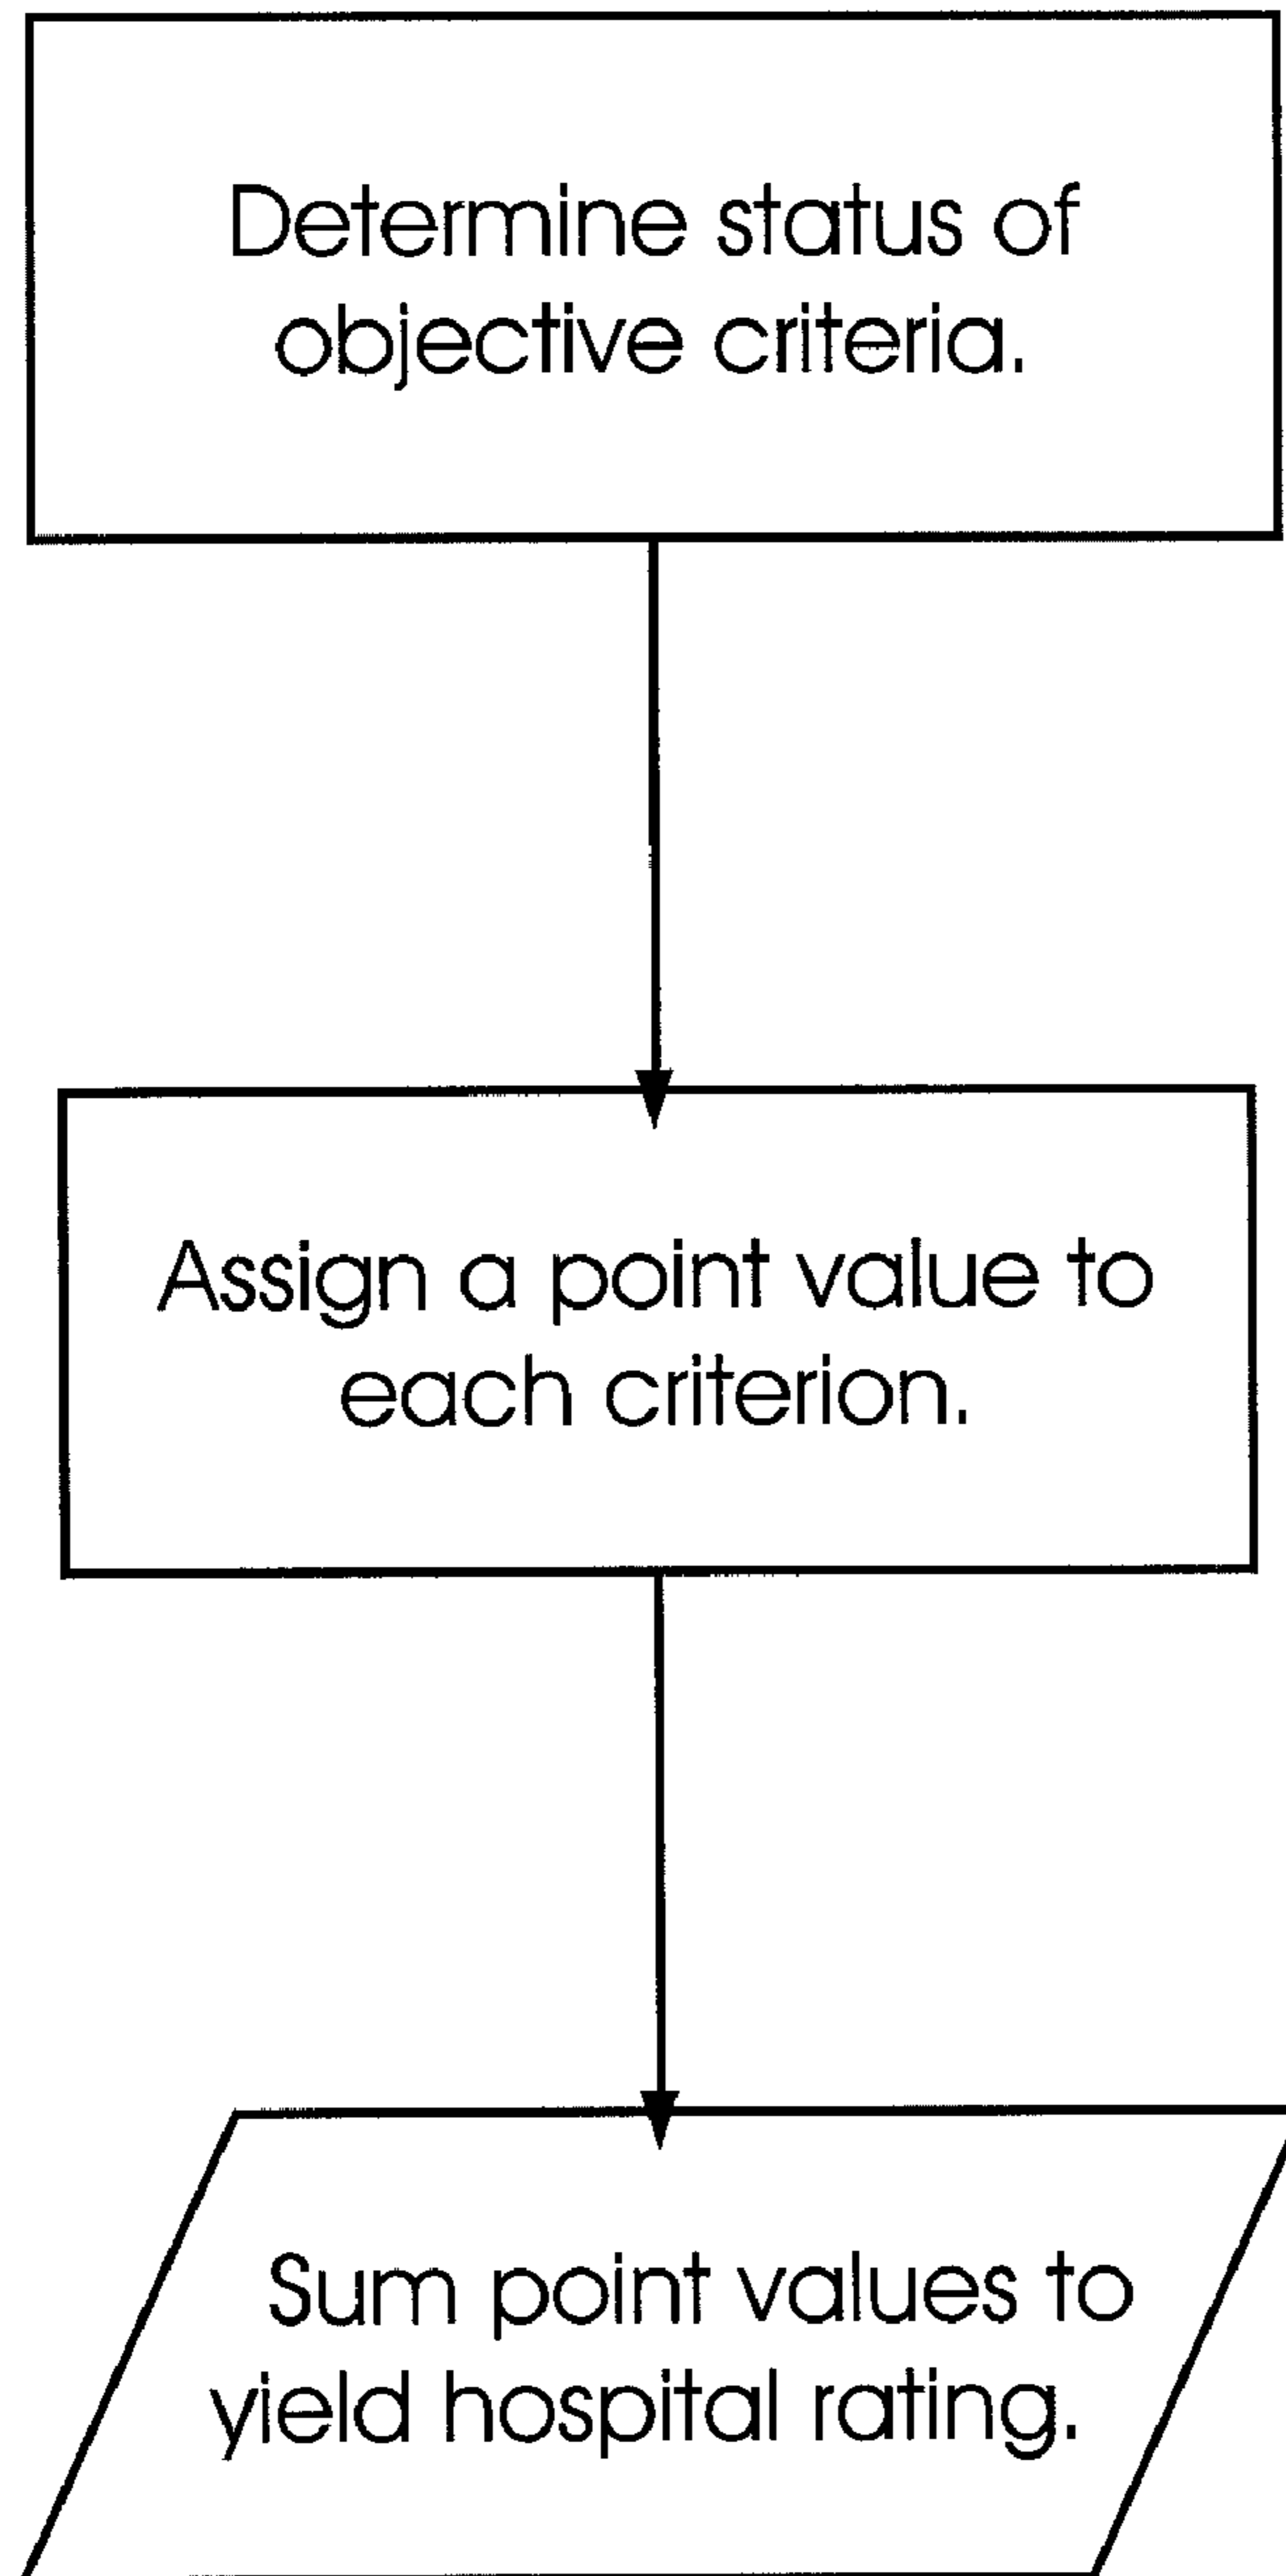 Determine status of
objective criteria.
Assign a point value to
each criterion.
Sum point values to
yield hospital rating.